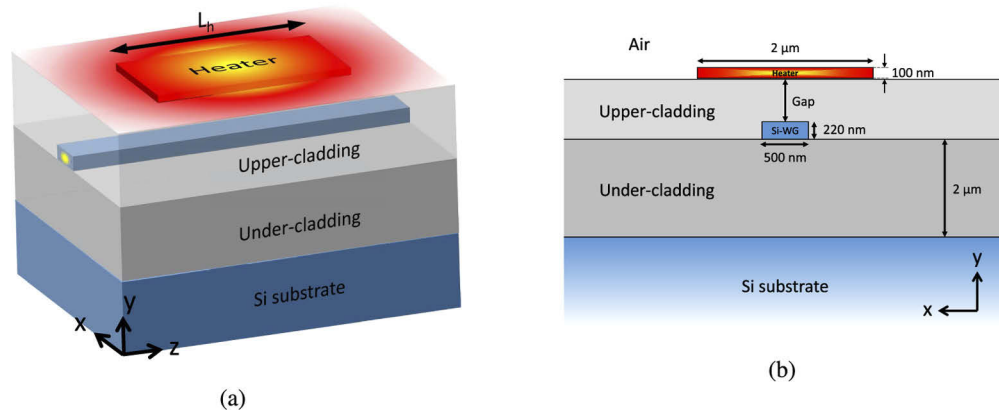 L_h
Heater
Upper-cladding
Under-cladding
Si substrate
y
x
z
(a)
Air
2 μm
Heater
100 nm
Gap
Upper-cladding
Si-WG
220 nm
500 nm
Under-cladding
2 μm
Si substrate
y
x
(b)